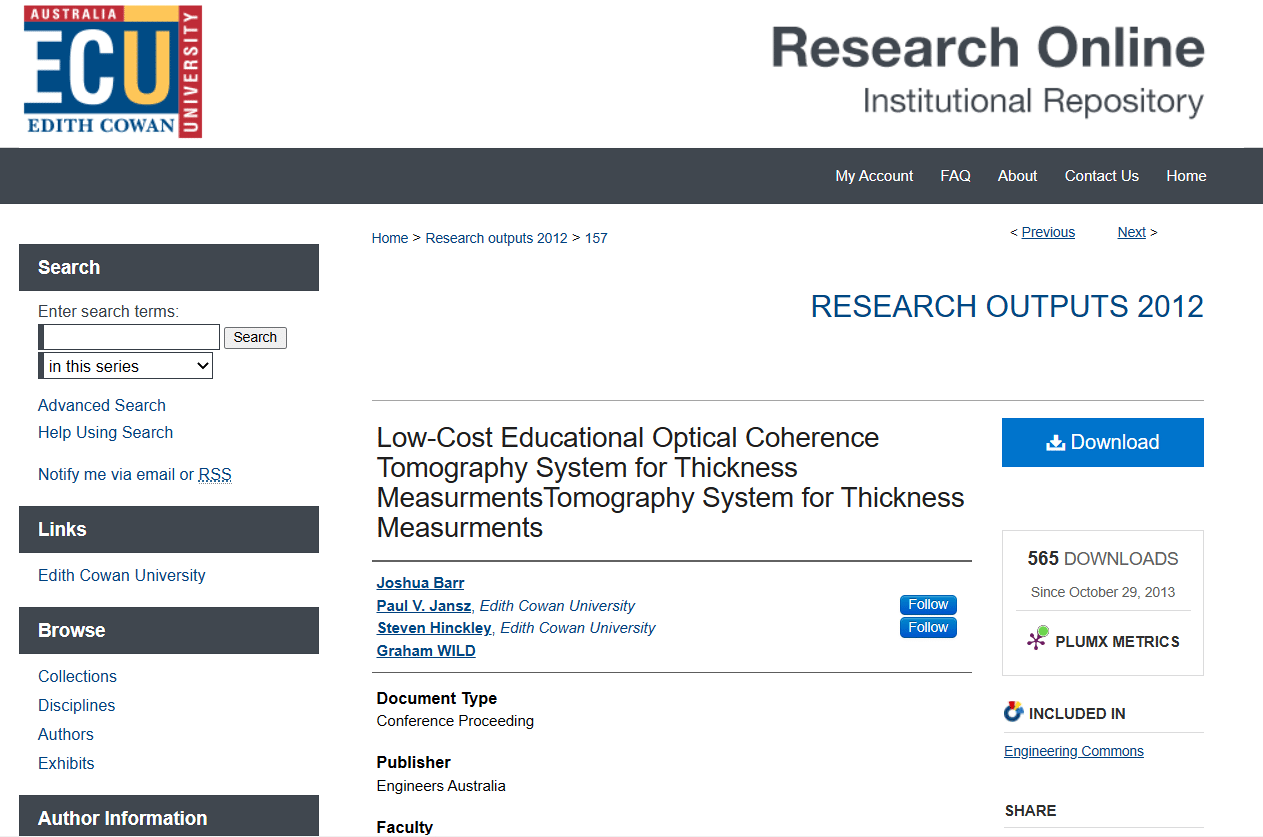 AUSTRALIA
ECU
UNIVERSITY
EDITH COWAN
Research Online
Institutional Repository
My Account FAQ About Contact Us Home
Home > Research outputs 2012 > 157
< Previous Next >
Search
Enter search terms:
Search
in this series
Advanced Search
Help Using Search
Notify me via email or RSS
Links
Edith Cowan University
Browse
Collections
Disciplines
Authors
Exhibits
Author Information
RESEARCH OUTPUTS 2012
Low-Cost Educational Optical Coherence
Tomography System for Thickness
MeasurmentsTomography System for Thickness
Measurments
Joshua Barr
Paul V. Jansz, Edith Cowan University Follow
Steven Hinckley, Edith Cowan University Follow
Graham WILD
Document Type
Conference Proceeding
Publisher
Engineers Australia
Faculty
Download
565 DOWNLOADS
Since October 29, 2013
PLUMX METRICS
INCLUDED IN
Engineering Commons
SHARE